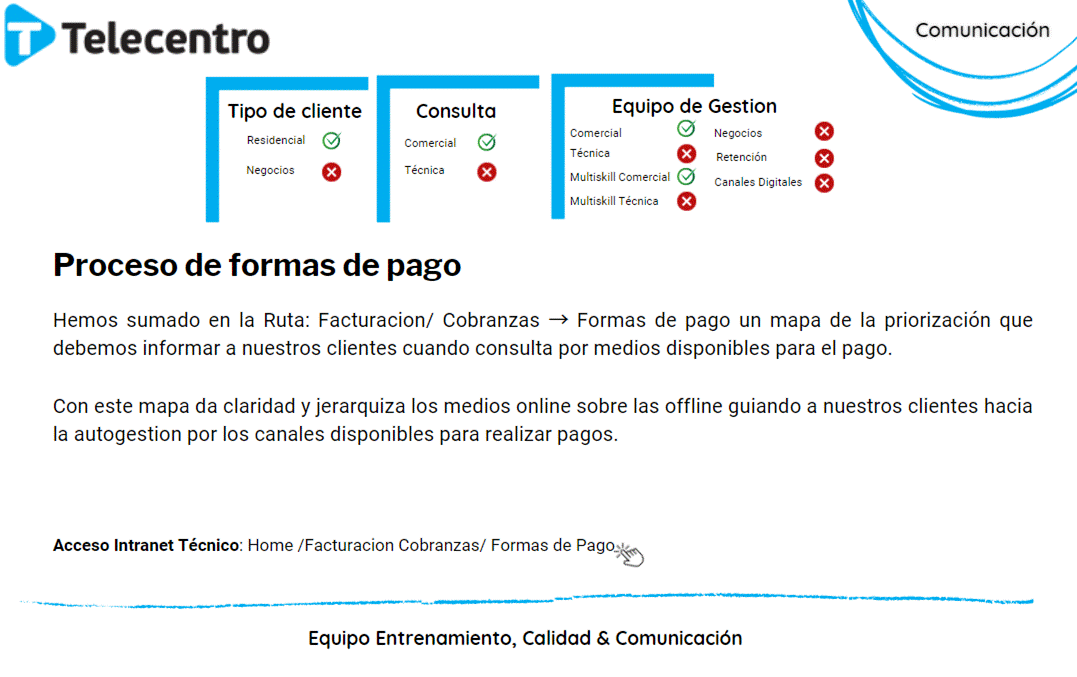 Telecentro
Comunicación
Tipo de cliente
Residencial
Negocios
Consulta
Comercial
Técnica
Equipo de Gestion
Comercial
Técnica
Multiskill Comercial
Multiskill Técnica
Negocios
Retención
Canales Digitales
Proceso de formas de pago
Hemos sumado en la Ruta: Facturacion/ Cobranzas → Formas de pago un mapa de la priorización que
debemos informar a nuestros clientes cuando consulta por medios disponibles para el pago.
Con este mapa da claridad y jerarquiza los medios online sobre las offline guiando a nuestros clientes hacia
la autogestion por los canales disponibles para realizar pagos.
Acceso Intranet Técnico: Home /Facturacion Cobranzas/ Formas de Pago
Equipo Entrenamiento, Calidad & Comunicación